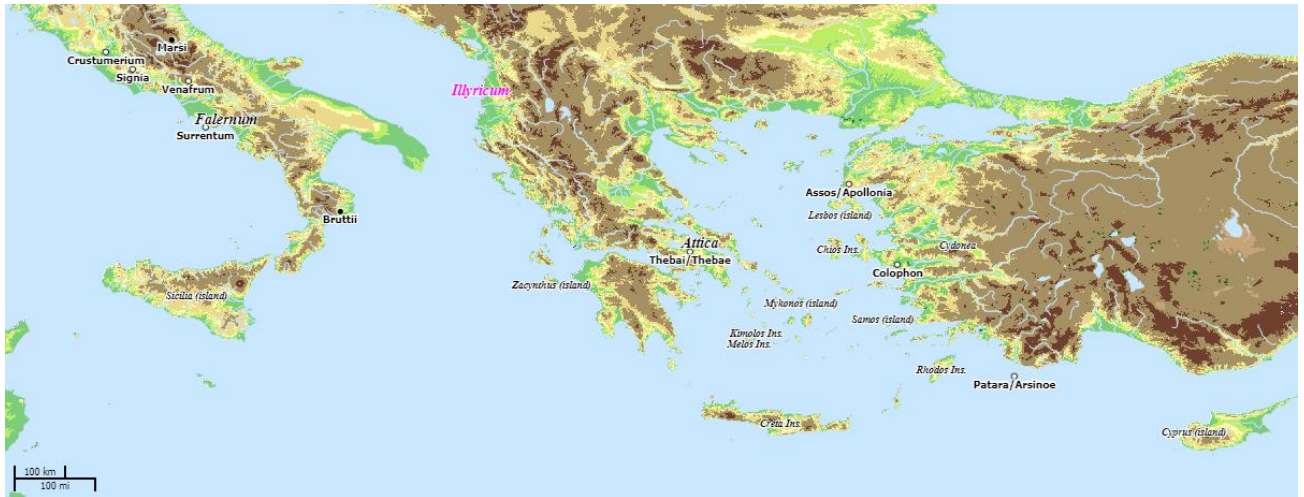 Marsi
Crustumerium
Signia
Venafrum
Illyricum
Falernum
Surrentum
Assos/Apollonia
Bruttii
Lesbos (island)
Attica
Chios Ins.
Cydonea
Thebai/Thebae
Colophon
Zacynthus (island)
Sicilia (island)
Mykonos (island)
Samos (island)
Kimolos Ins.
Melos Ins.
Rhodos Ins.
Patara/Arsinoe
Creta Ins.
Cyprus (island)
100 km
100 mi